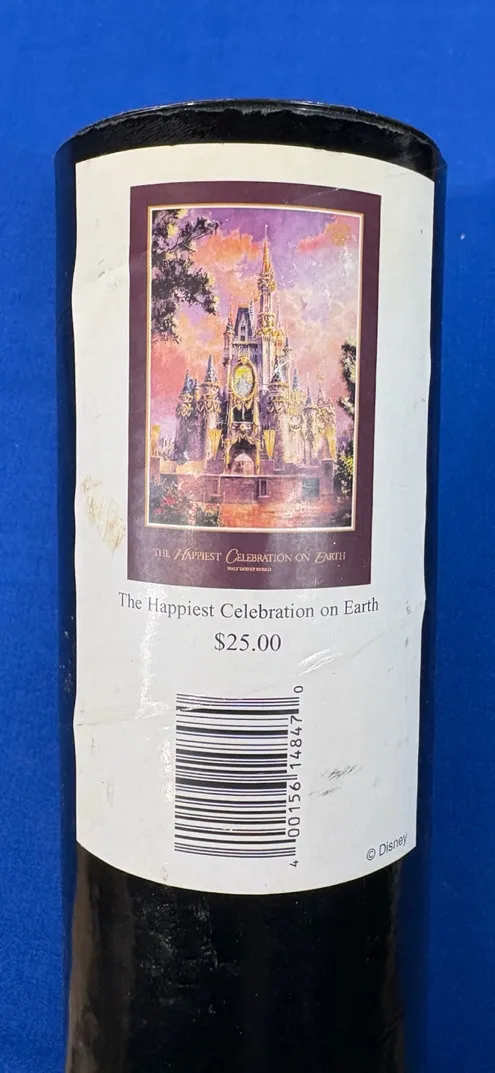 THE HAPPIEST CELEBRATION ON EARTH
WALT DISNEY WORLD
The Happiest Celebration on Earth
$25.00
4 00156 14847 0
© Disney